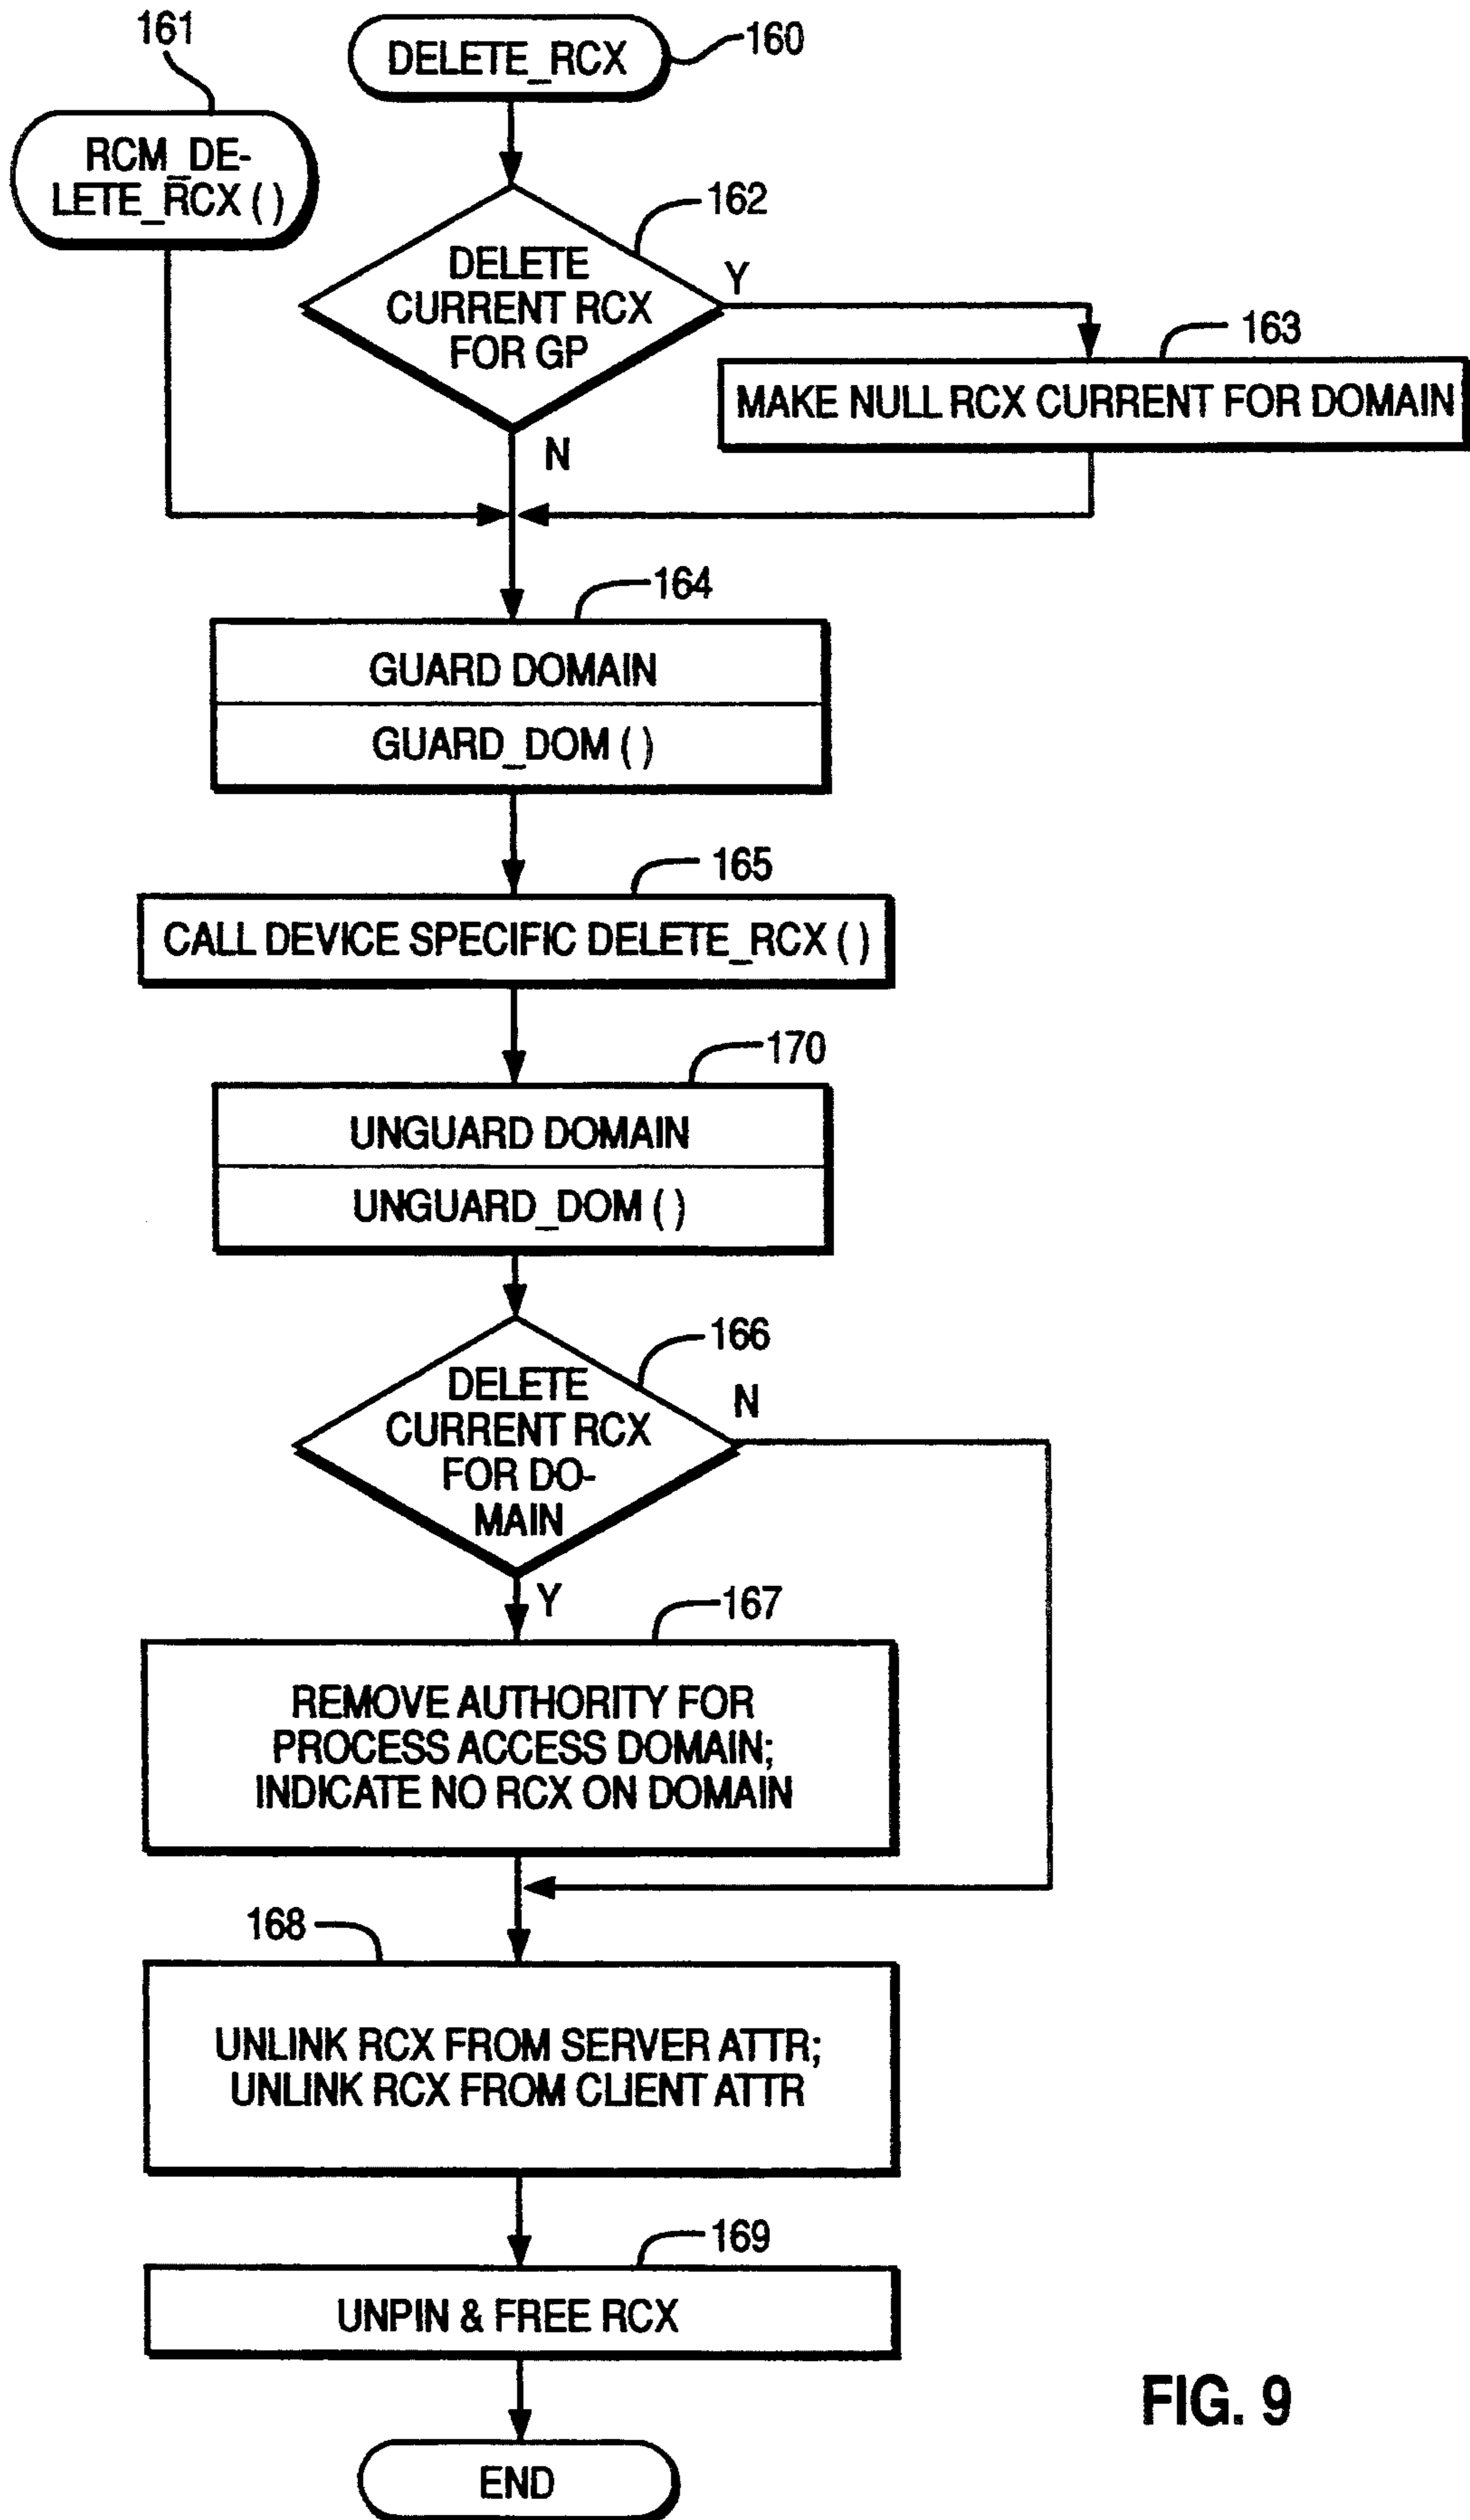 161
DELETE_RCX
160
RCM_DE-
LETE_RCX ( )
162
DELETE
CURRENT RCX
FOR GP
Y
N
163
MAKE NULL RCX CURRENT FOR DOMAIN
164
GUARD DOMAIN
GUARD_DOM ( )
165
CALL DEVICE SPECIFIC DELETE_RCX ( )
170
UNGUARD DOMAIN
UNGUARD_DOM ( )
166
DELETE
CURRENT RCX
FOR DO-
MAIN
N
Y
167
REMOVE AUTHORITY FOR
PROCESS ACCESS DOMAIN;
INDICATE NO RCX ON DOMAIN
168
UNLINK RCX FROM SERVER ATTR;
UNLINK RCX FROM CLIENT ATTR
169
UNPIN & FREE RCX
END
FIG. 9